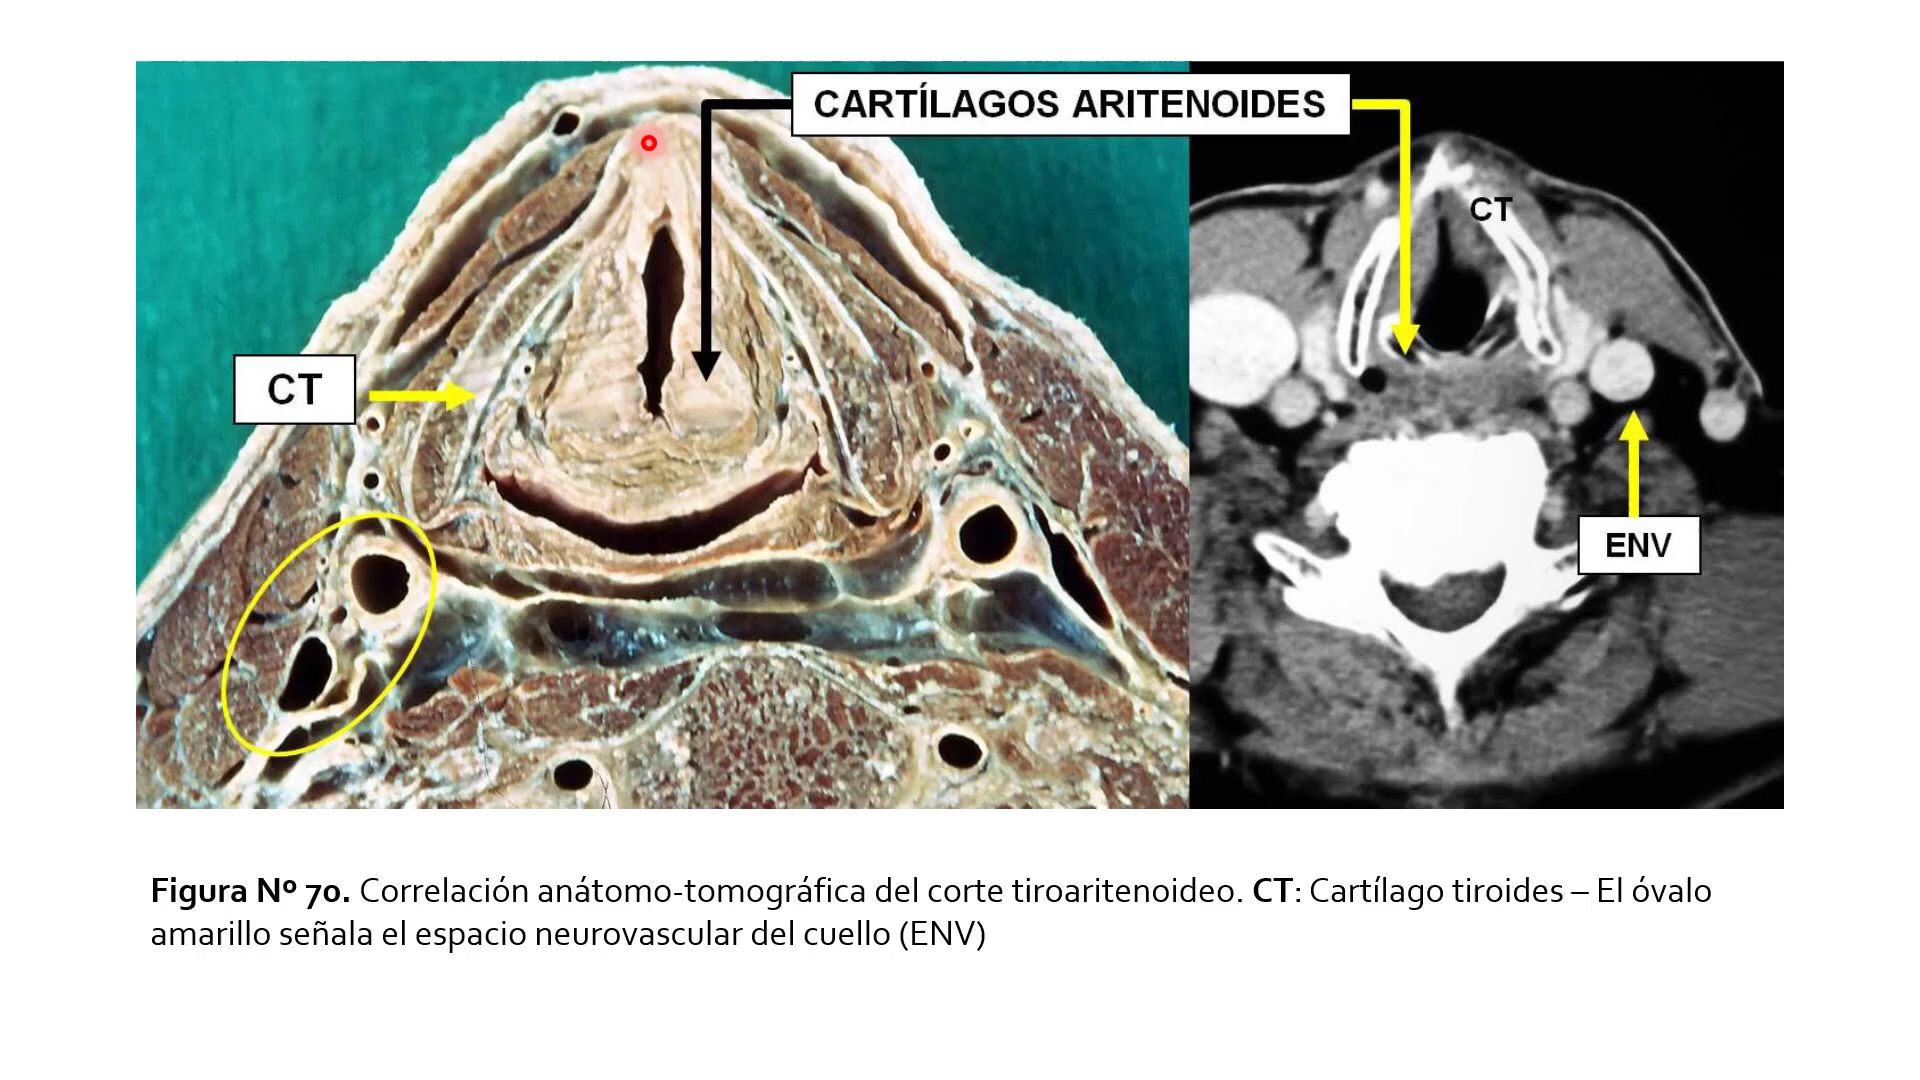 CARTÍLAGOS ARITENOIDES
CT
CT
ENV
Figura Nº 70. Correlación anátomo-tomográfica del corte tiroaritenoideo. CT: Cartílago tiroides – El óvalo
amarillo señala el espacio neurovascular del cuello (ENV)